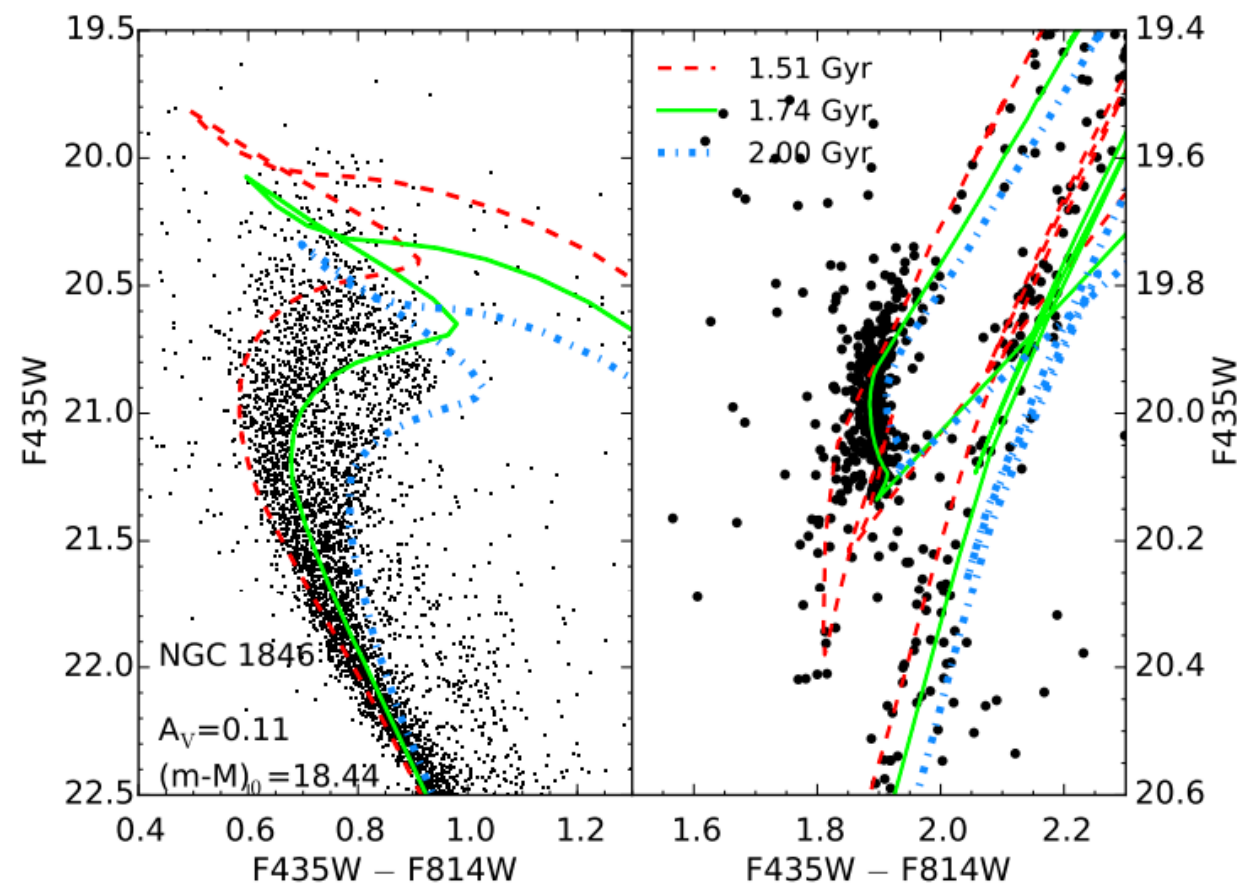 19.5
20.0
20.5
21.0
21.5
22.0
22.5
F435W
0.4 0.6 0.8 1.0 1.2
F435W − F814W
NGC 1846
A_V=0.11
(m-M)_0=18.44
1.51 Gyr
1.74 Gyr
2.00 Gyr
1.6 1.8 2.0 2.2
F435W − F814W
19.4
19.6
19.8
20.0
20.2
20.4
20.6
F435W